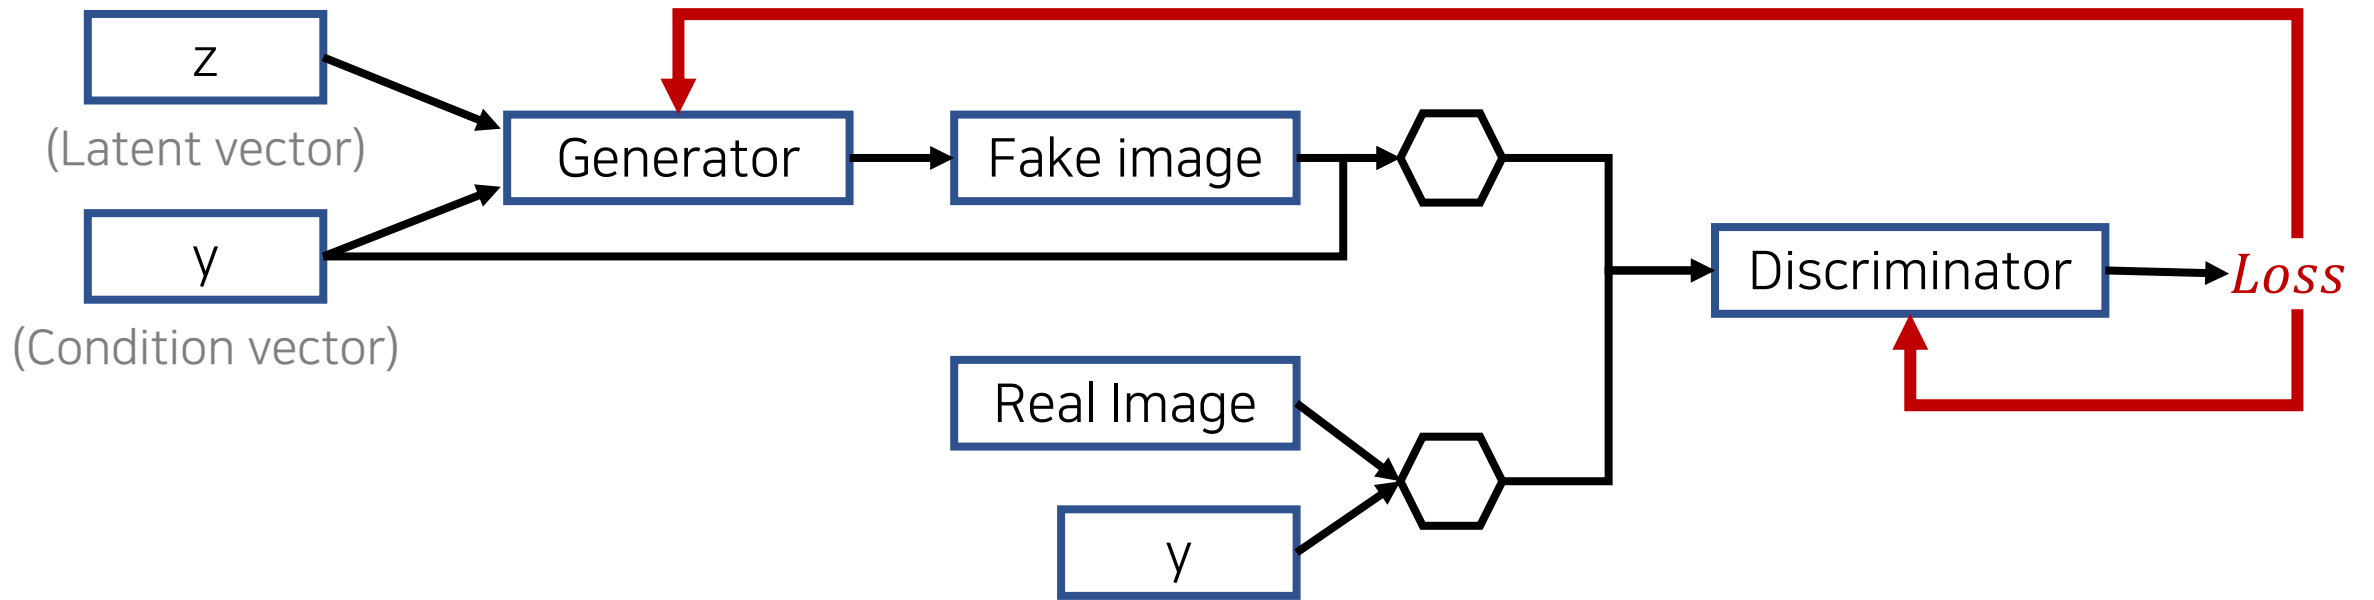 z
(Latent vector)
Generator
Fake image
y
(Condition vector)
Discriminator
Loss
Real Image
y